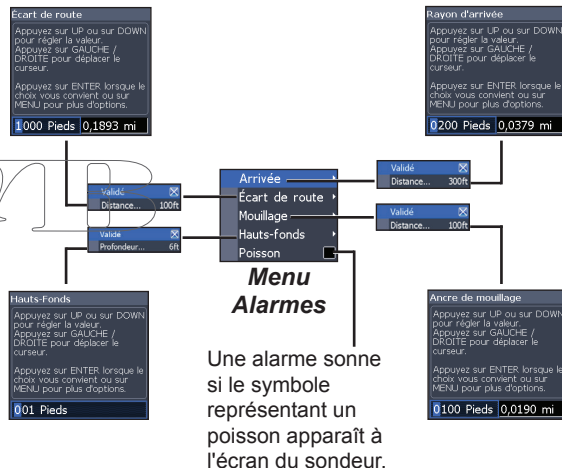 Écart de route
Appuyez sur UP ou sur DOWN
pour régler la valeur.
Appuyez sur GAUCHE /
DROITE pour déplacer le
curseur.
Appuyez sur ENTER lorsque le
choix vous convient ou sur
MENU pour plus d'options.
1000 Pieds 0,1893 mi
Rayon d'arrivée
Appuyez sur UP ou sur DOWN
pour régler la valeur.
Appuyez sur GAUCHE /
DROITE pour déplacer le
curseur.
Appuyez sur ENTER lorsque le
choix vous convient ou sur
MENU pour plus d'options.
0200 Pieds 0,0379 mi
Validé
Distance... 100ft
Validé
Profondeur... 6ft
Arrivée
Écart de route
Mouillage
Hauts-fonds
Poisson
Menu
Alarmes
Validé
Distance... 300ft
Validé
Distance... 100ft
Hauts-Fonds
Appuyez sur UP ou sur DOWN
pour régler la valeur.
Appuyez sur GAUCHE /
DROITE pour déplacer le
curseur.
Appuyez sur ENTER lorsque le
choix vous convient ou sur
MENU pour plus d'options.
001 Pieds
Une alarme sonne
si le symbole
représentant un
poisson apparaît à
l'écran du sondeur.
Ancre de mouillage
Appuyez sur UP ou sur DOWN
pour régler la valeur.
Appuyez sur GAUCHE /
DROITE pour déplacer le
curseur.
Appuyez sur ENTER lorsque le
choix vous convient ou sur
MENU pour plus d'options.
0100 Pieds 0,0190 mi